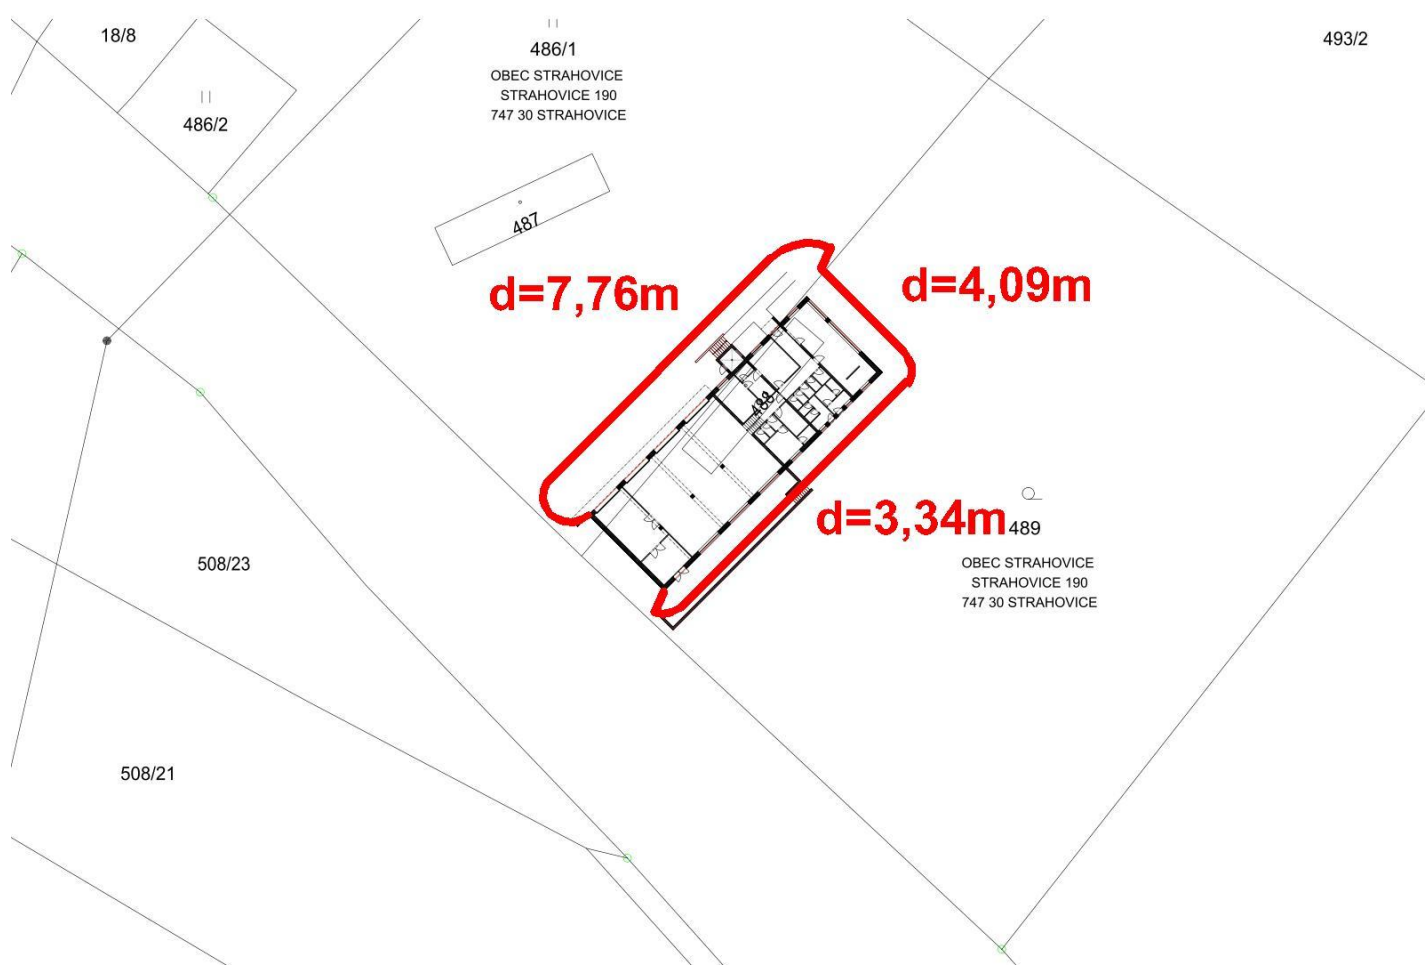 18/8
486/1
493/2
OBEC STRAHOVICE
STRAHOVICE 190
747 30 STRAHOVICE
486/2
487
d=7,76m
d=4,09m
488
d=3,34m
489
OBEC STRAHOVICE
STRAHOVICE 190
747 30 STRAHOVICE
508/23
508/21